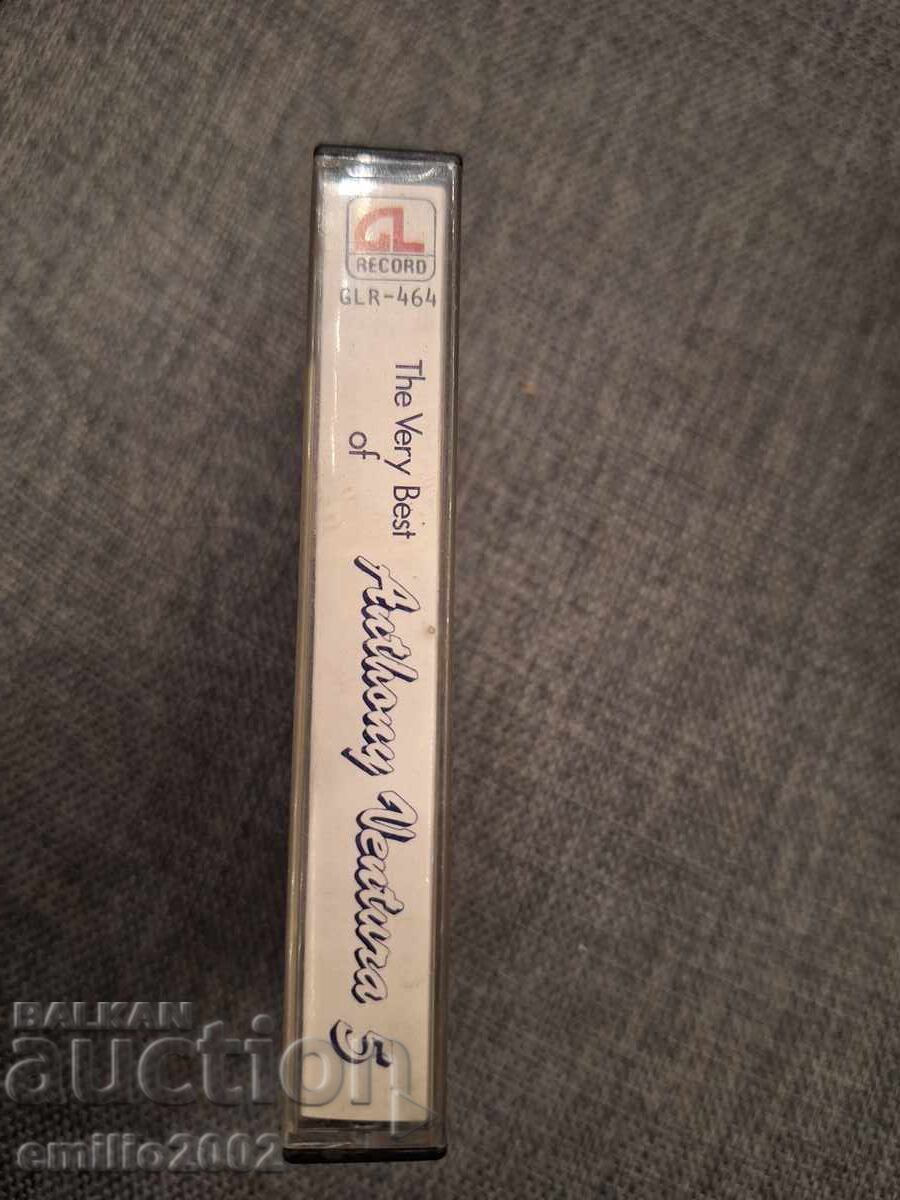 GL
RECORD
GLR-464
The Very Best
of
Anthony Ventura 5
BALKAN
auction
emilio2002